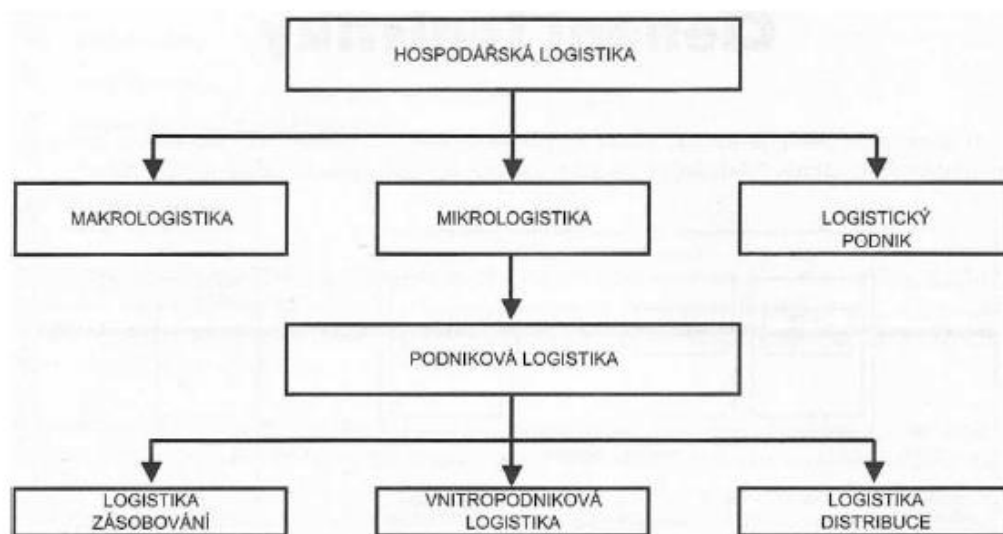 HOSPODÁŘSKÁ LOGISTIKA
MAKROLOGISTIKA
MIKROLOGISTIKA
LOGISTICKÝ
PODNIK
PODNIKOVÁ LOGISTIKA
LOGISTIKA
ZÁSOBOVÁNÍ
VNITROPODNIKOVÁ
LOGISTIKA
LOGISTIKA
DISTRIBUCE